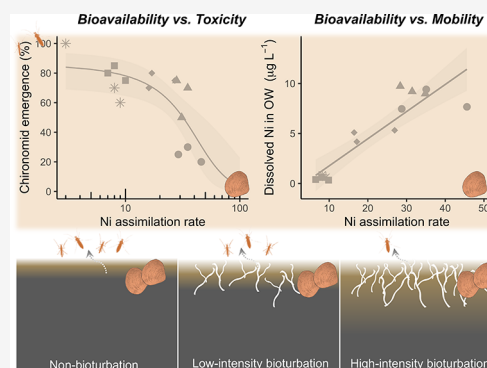 Bioavailability vs. Toxicity
Bioavailability vs. Mobility
Chironomid emergence (%)
100
80
60
40
20
0
10
100
Ni assimilation rate
Dissolved Ni in OW (µg L⁻¹)
10
5
0
10
20
30
40
50
Ni assimilation rate
Non-bioturbation
Low-intensity bioturbation
High-intensity bioturbation